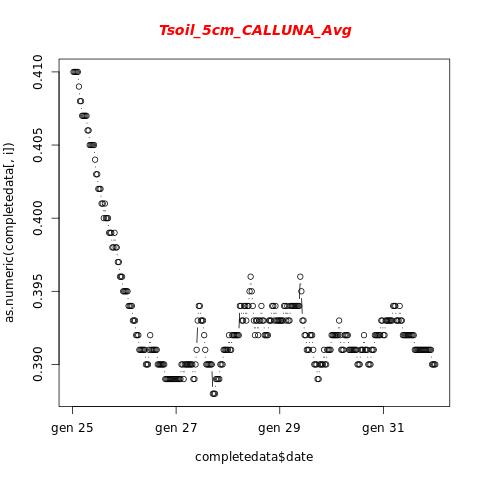 Tsoil_5cm_CALLUNA_Avg
as.numeric(completedata[, i])
0.410
0.405
0.400
0.395
0.390
gen 25 gen 27 gen 29 gen 31
completedata$date